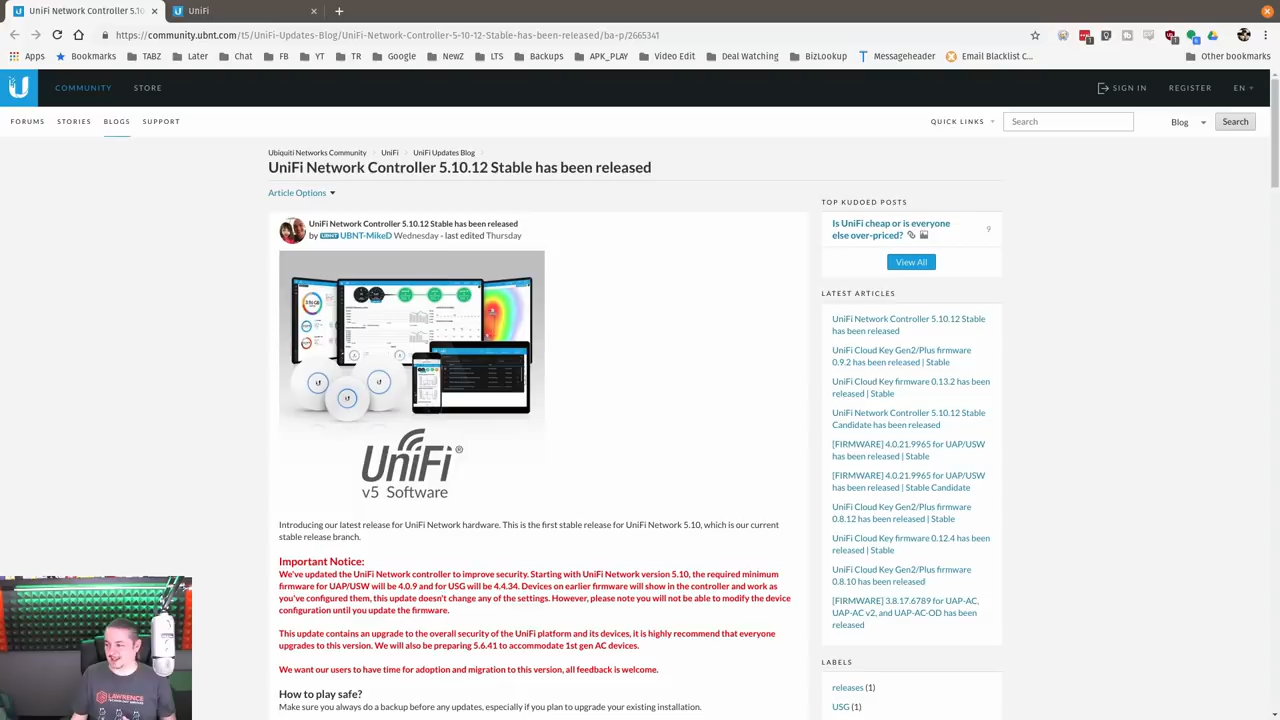 UniFi Network Controller 5.10
UniFi
https://community.ubnt.com/t5/UniFi-Updates-Blog/UniFi-Network-Controller-5-10-12-Stable-has-been-released/ba-p/2665341
Apps Bookmarks TABZ Later Chat FB YT TR Google NewZ LTS Backups APK_PLAY Video Edit Deal Watching BizLookup Messageheader Email Blacklist C... Other bookmarks
COMMUNITY STORE SIGN IN REGISTER EN
FORUMS STORIES BLOGS SUPPORT QUICK LINKS Search Blog Search
Ubiquiti Networks Community UniFi UniFi Updates Blog
UniFi Network Controller 5.10.12 Stable has been released
Article Options
UniFi Network Controller 5.10.12 Stable has been released
by UBNT UBNT-MikeD Wednesday - last edited Thursday
UniFi®
v5 Software
Introducing our latest release for UniFi Network hardware. This is the first stable release for UniFi Network 5.10, which is our current
stable release branch.
Important Notice:
We've updated the UniFi Network controller to improve security. Starting with UniFi Network version 5.10, the required minimum
firmware for UAP/USW will be 4.0.9 and for USG will be 4.4.34. Devices on earlier firmware will show in the controller and work as
you've configured them, this update doesn't change any of the settings. However, please note you will not be able to modify the device
configuration until you update the firmware.
This update contains an upgrade to the overall security of the UniFi platform and its devices, it is highly recommend that everyone
upgrades to this version. We will also be preparing 5.6.41 to accommodate 1st gen AC devices.
We want our users to have time for adoption and migration to this version, all feedback is welcome.
How to play safe?
Make sure you always do a backup before any updates, especially if you plan to upgrade your existing installation.
TOP KUDOED POSTS
Is UniFi cheap or is everyone
else over-priced? 9
View All
LATEST ARTICLES
UniFi Network Controller 5.10.12 Stable
has been released
UniFi Cloud Key Gen2/Plus firmware
0.9.2 has been released | Stable
UniFi Cloud Key firmware 0.13.2 has been
released | Stable
UniFi Network Controller 5.10.12 Stable
Candidate has been released
[FIRMWARE] 4.0.21.9965 for UAP/USW
has been released | Stable
[FIRMWARE] 4.0.21.9965 for UAP/USW
has been released | Stable Candidate
UniFi Cloud Key Gen2/Plus firmware
0.8.12 has been released | Stable
UniFi Cloud Key firmware 0.12.4 has been
released | Stable
UniFi Cloud Key Gen2/Plus firmware
0.8.10 has been released
[FIRMWARE] 3.8.17.6789 for UAP-AC,
UAP-AC v2, and UAP-AC-OD has been
released
LABELS
releases (1)
USG (1)
LAWRENCE